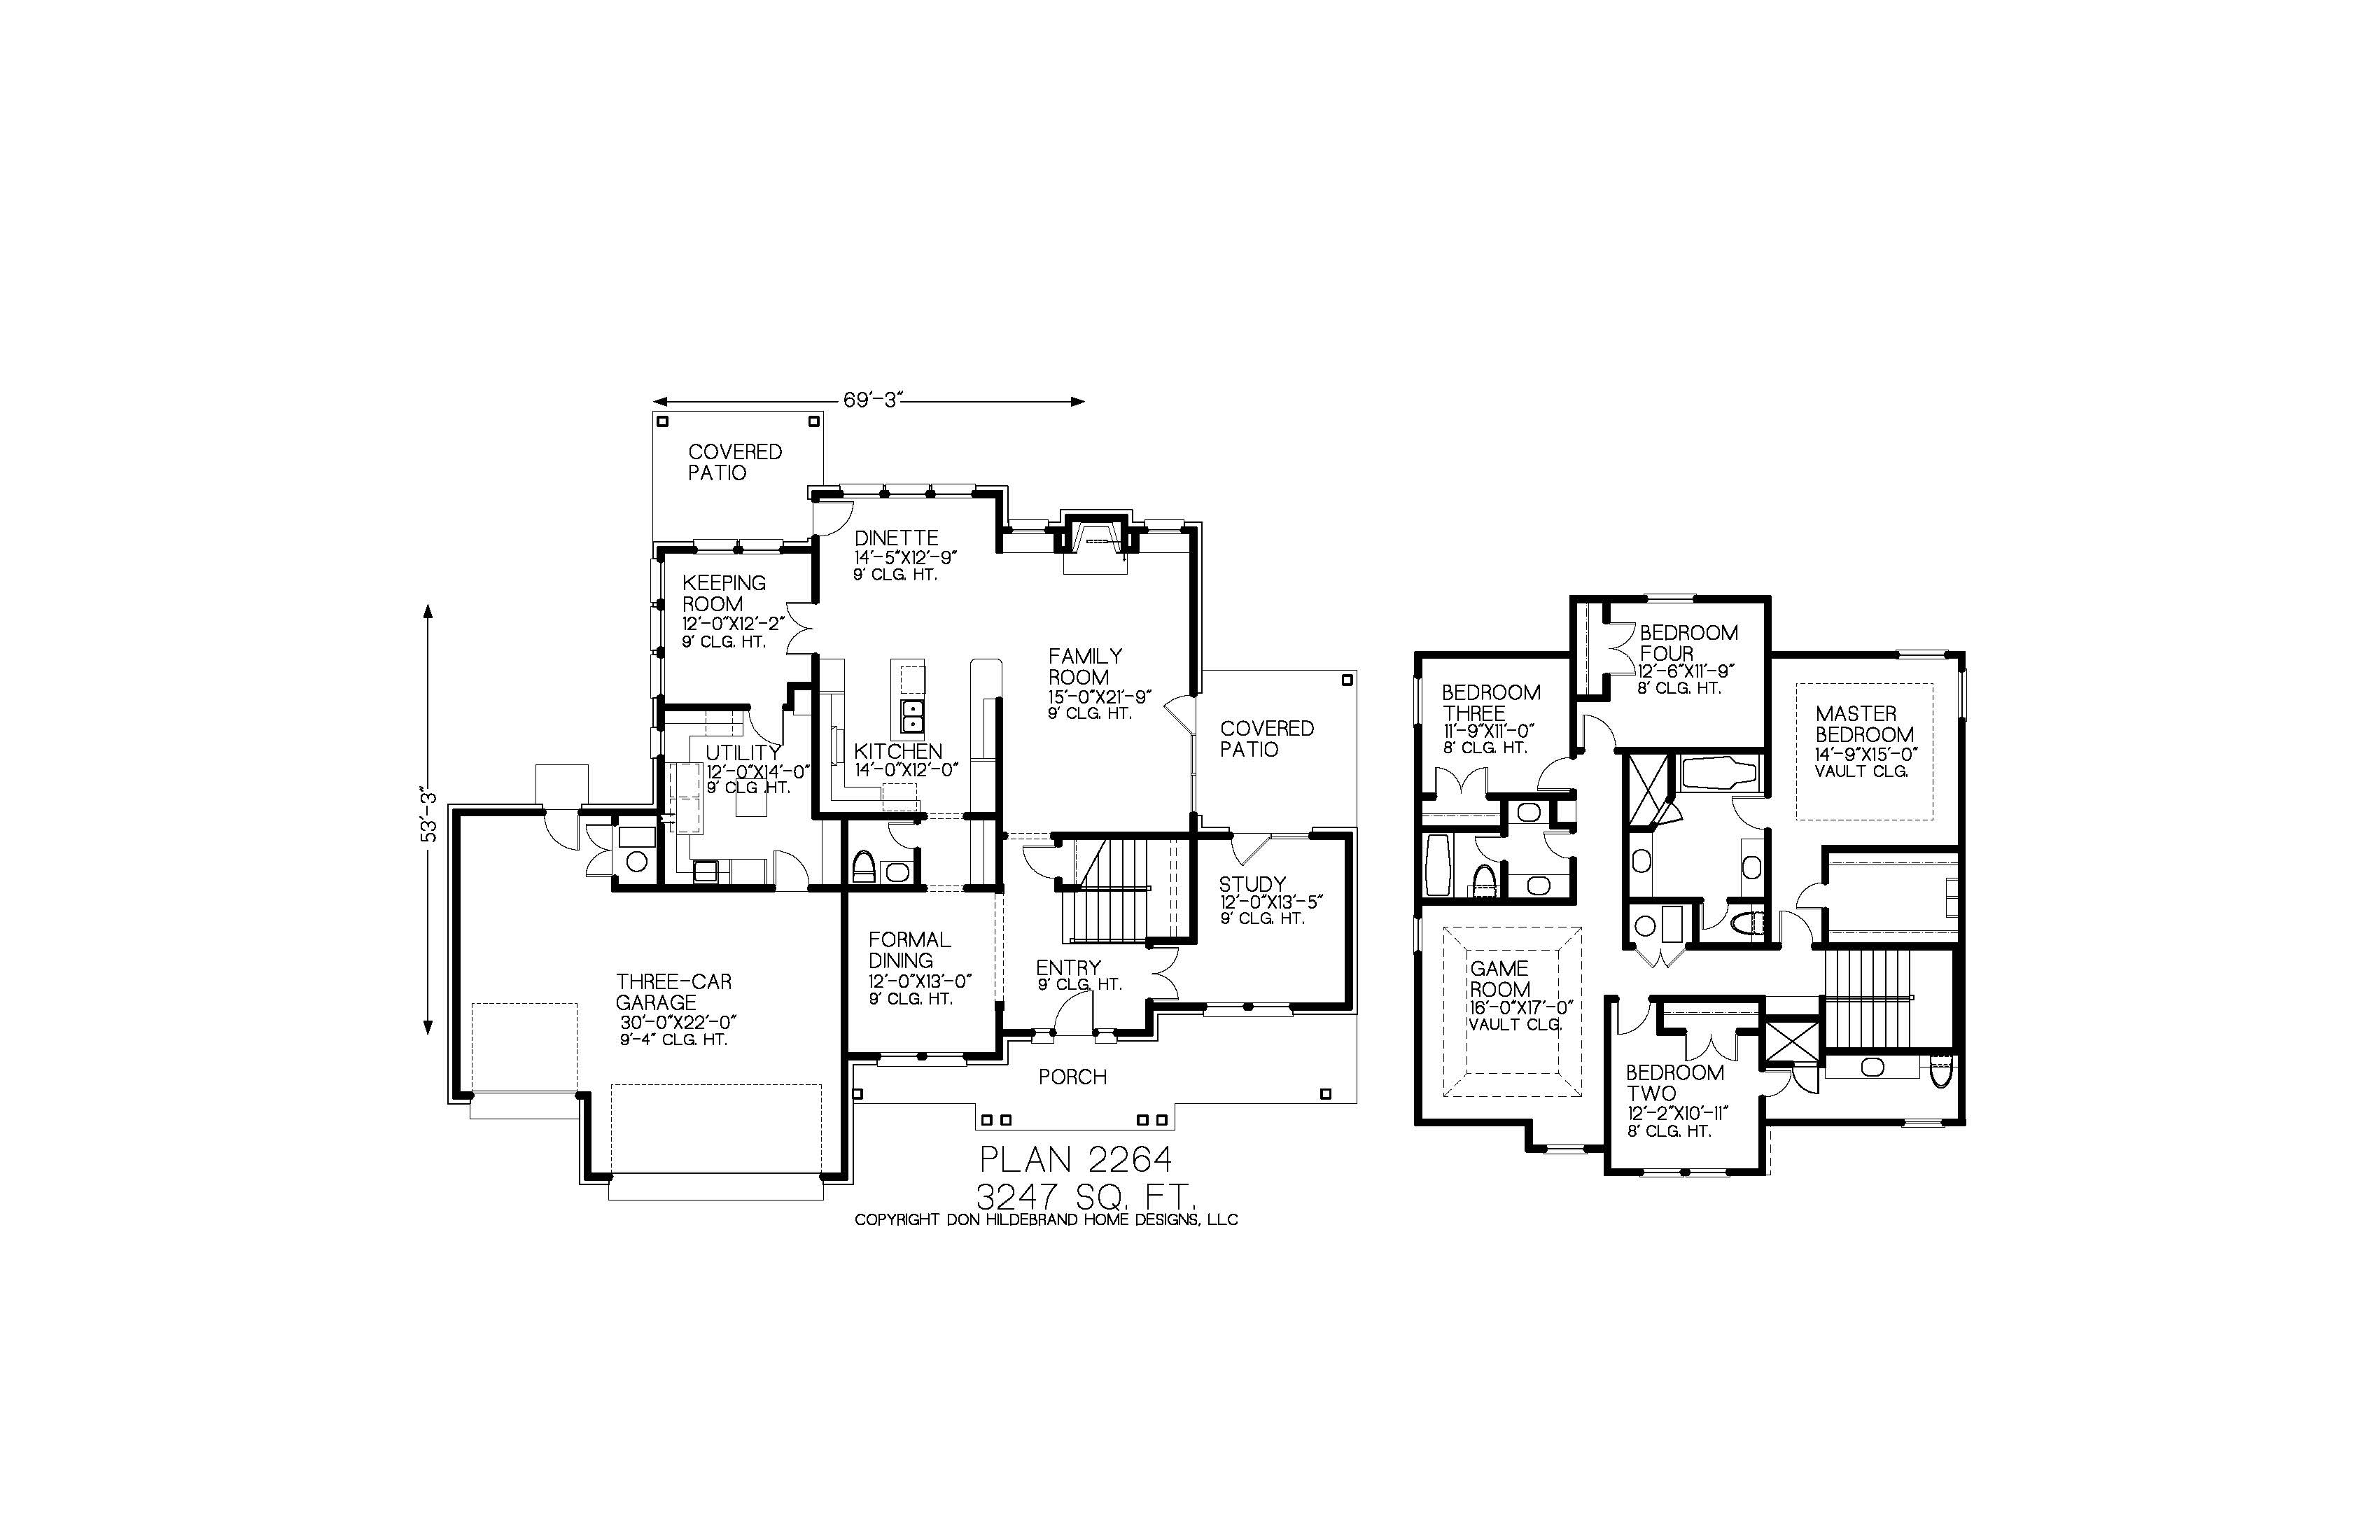 69'-3"
COVERED
PATIO
DINETTE
14'-5"X12'-9"
9' CLG. HT.
KEEPING
ROOM
12'-0"X12'-2"
9' CLG. HT.
53'-3"
FAMILY
ROOM
15'-0"X21'-9"
9' CLG. HT.
COVERED
PATIO
UTILITY
12'-0"X14'-0"
9' CLG .HT.
KITCHEN
14'-0"X12'-0"
STUDY
12'-0"X13'-5"
9' CLG. HT.
FORMAL
DINING
12'-0"X13'-0"
9' CLG. HT.
ENTRY
9' CLG. HT.
THREE-CAR
GARAGE
30'-0"X22'-0"
9'-4" CLG. HT.
PORCH
PLAN 2264
3247 SQ. FT.
COPYRIGHT DON HILDEBRAND HOME DESIGNS, LLC
BEDROOM
FOUR
12'-6"X11'-9"
8' CLG. HT.
BEDROOM
THREE
11'-9"X11'-0"
8' CLG. HT.
MASTER
BEDROOM
14'-9"X15'-0"
VAULT CLG.
GAME
ROOM
16'-0"X17'-0"
VAULT CLG.
BEDROOM
TWO
12'-2"X10'-11"
8' CLG. HT.